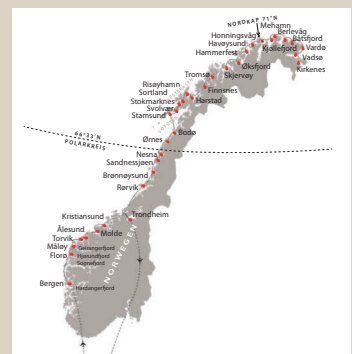 NORDKAP 71°N
Mehamn
Honningsvåg
Berlevåg
Havøysund
Båtsfjord
Hammerfest
Kjøllefjord
Vardø
Vadsø
Øksfjord
Kirkenes
Tromsø
Skjervøy
Finnsnes
Risøyhamn
Harstad
Sortland
Stokmarknes
Svolvær
Stamsund
Bodø
Ørnes
66°33'N
POLARKREIS
Nesna
Sandnessjøen
Brønnøysund
Rørvik
Trondheim
Kristiansund
Molde
Ålesund
Torvik
Måløy
Geirangerfjord
Florø
Hjørundfjord
Sognefjord
NORWEGEN
Bergen
Hardangerfjord